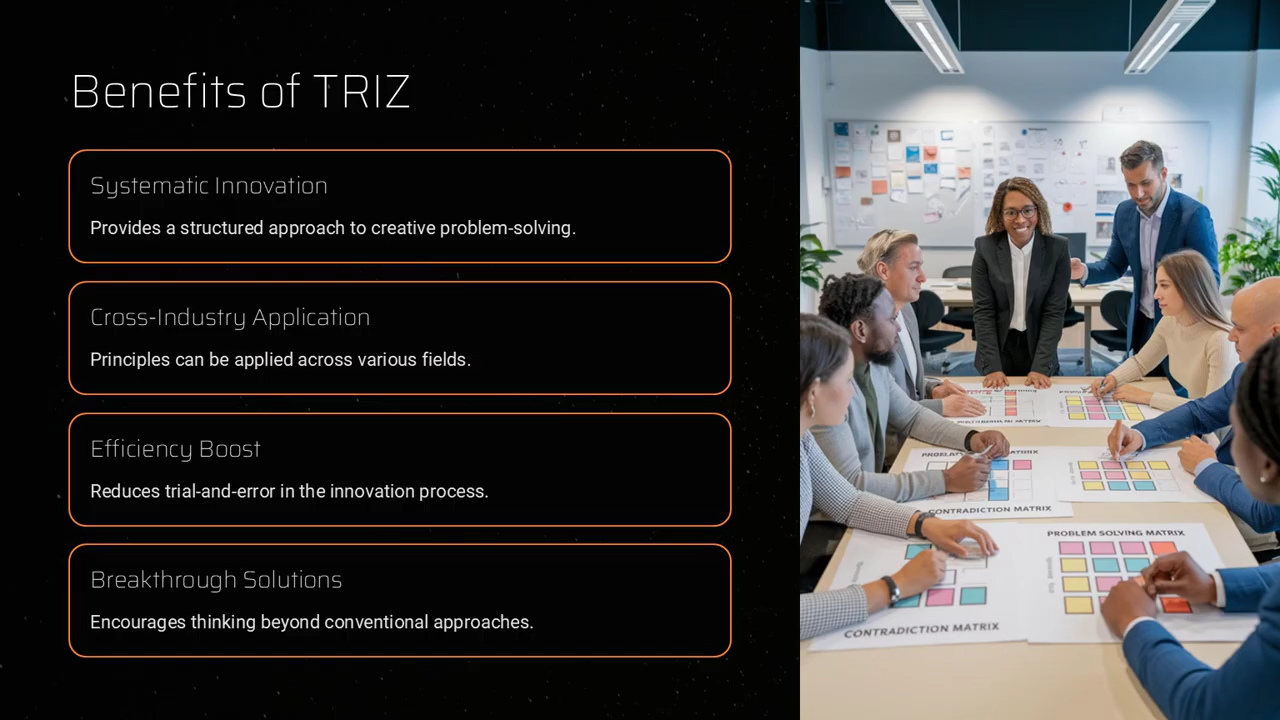 Benefits of TRIZ
Systematic Innovation
Provides a structured approach to creative problem-solving.
Cross-Industry Application
Principles can be applied across various fields.
Efficiency Boost
Reduces trial-and-error in the innovation process.
Breakthrough Solutions
Encourages thinking beyond conventional approaches.
MATRIX
CONTRADICTION MATRIX
PROBLEM SOLVING MATRIX
CONTRADICTION MATRIX